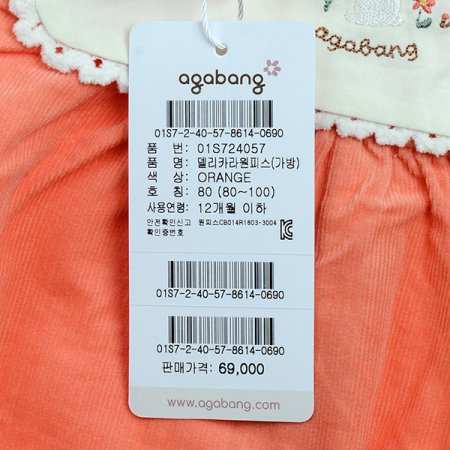 agabang
agabang
01S7-2-40-57-8614-0690
품 번: 01S724057
품 명: 델리카라원피스(가방)
색 상: ORANGE
호 칭: 80 (80~100)
사용연령: 12개월 이하
안전확인신고 원피스CB014R1803-3004
확인증번호
01S7-2-40-57-8614-0690
01S7-2-40-57-8614-0690
판매가격: 69,000
www.agabang.com